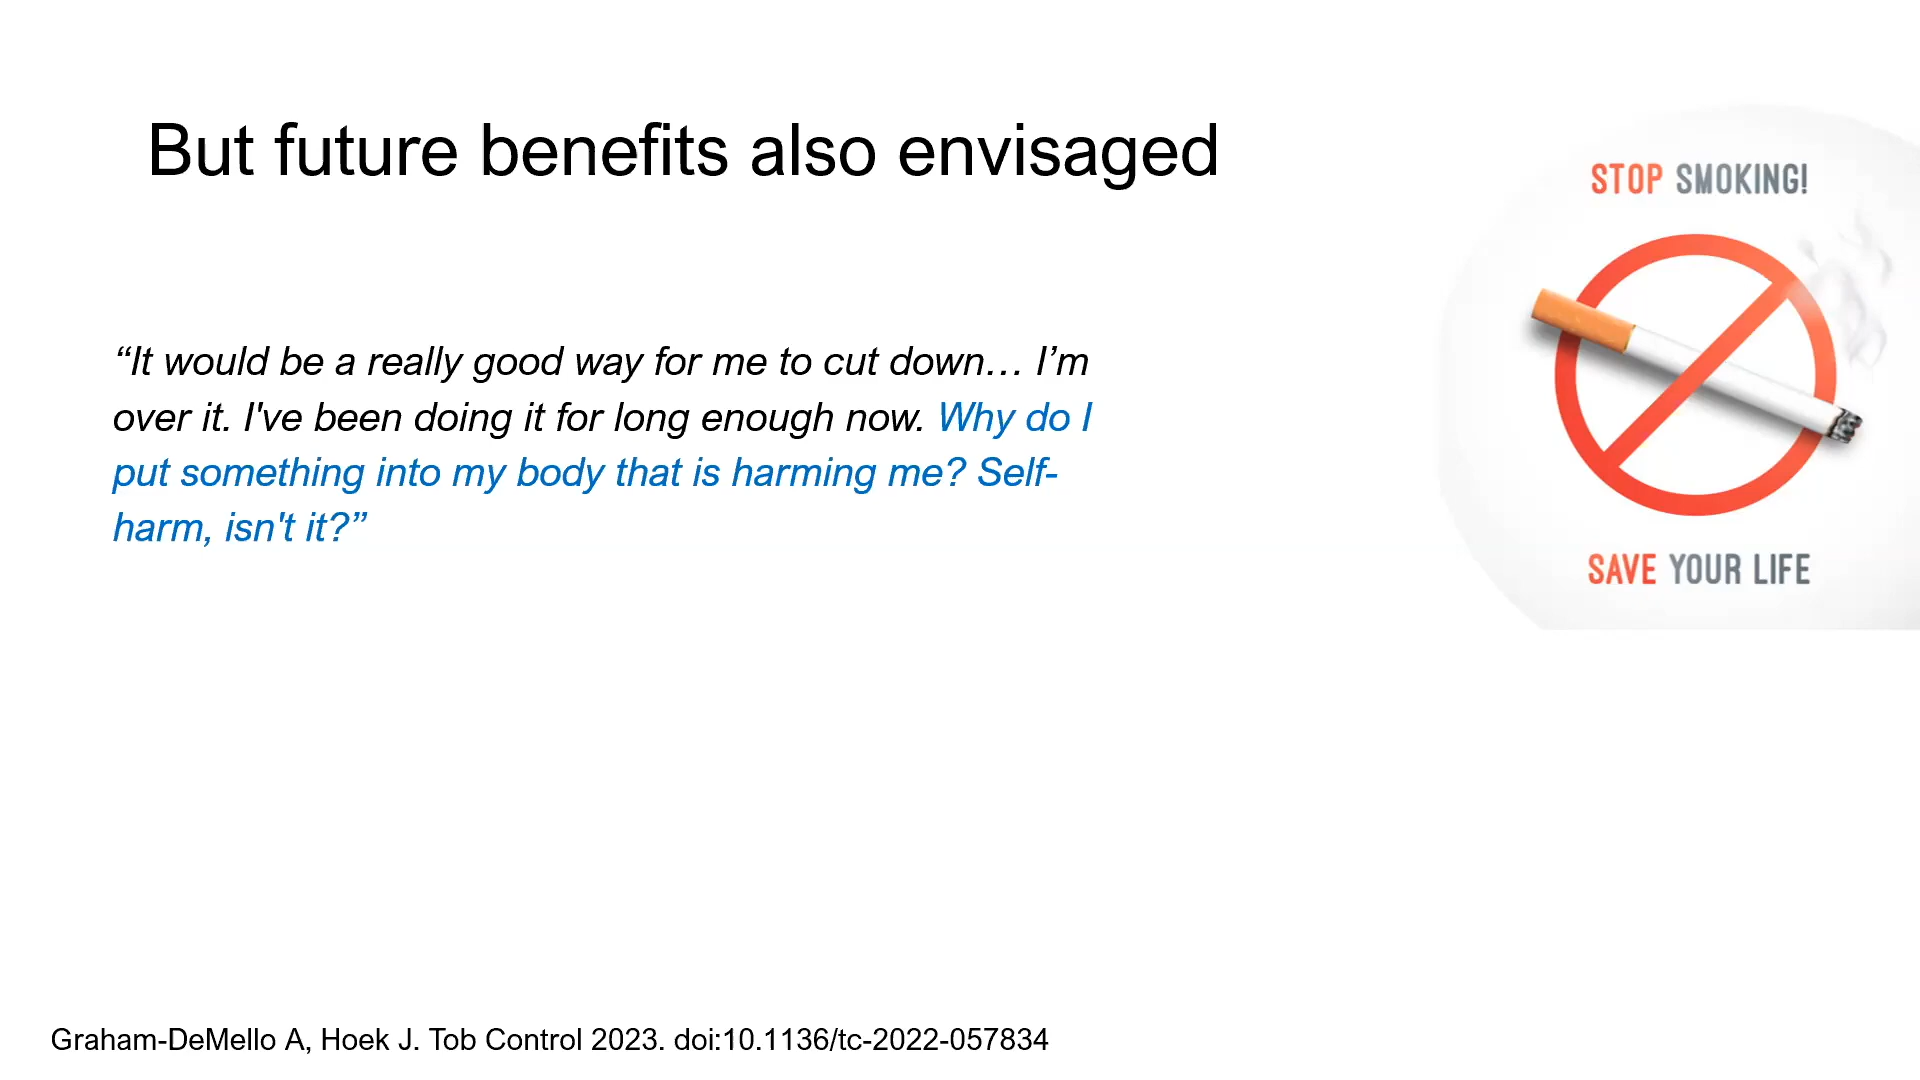 But future benefits also envisaged
STOP SMOKING!
“It would be a really good way for me to cut down… I’m
over it. I've been doing it for long enough now. Why do I
put something into my body that is harming me? Self-
harm, isn't it?”
SAVE YOUR LIFE
Graham-DeMello A, Hoek J. Tob Control 2023. doi:10.1136/tc-2022-057834